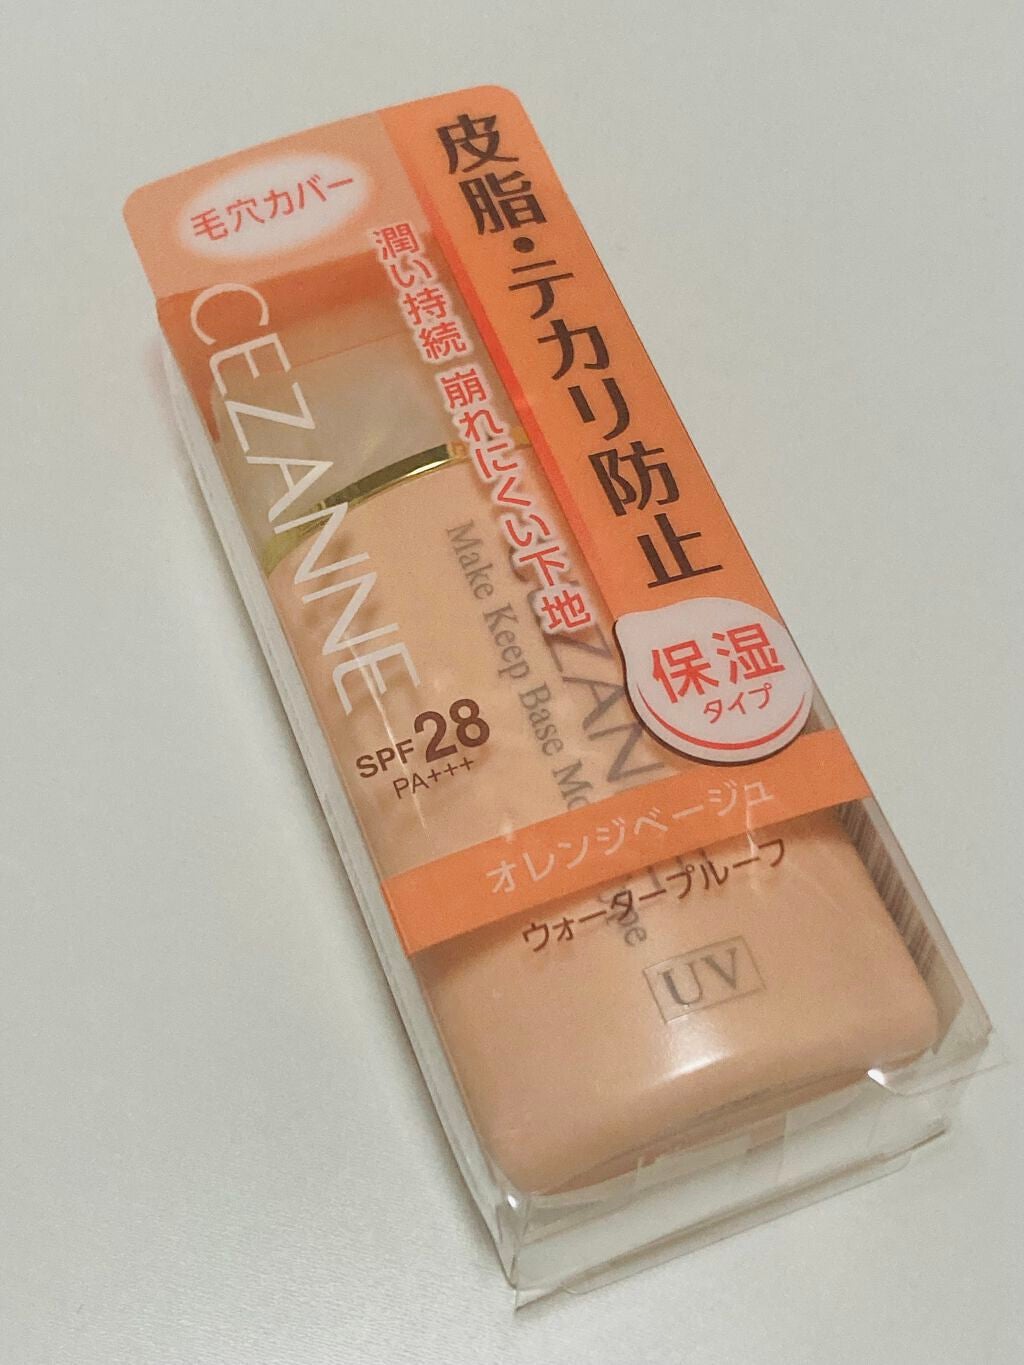 毛穴カバー
皮脂・テカリ防止
潤い持続 崩れにくい下地
CEZANNE
保湿
タイプ
SPF28
PA+++
オレンジベージュ
ウォータープルーフ
Make Keep Base
UV